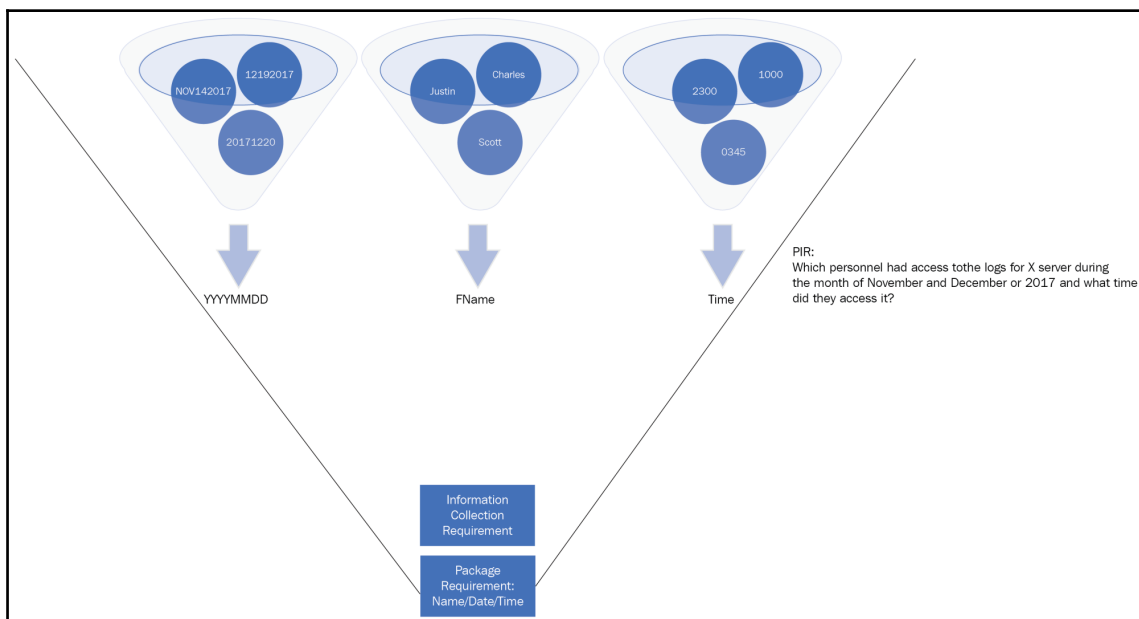 NOV142017
12192017
20171220
Justin
Charles
Scott
2300
1000
0345
YYYYMMDD
FName
Time
PIR:
Which personnel had access tothe logs for X server during
the month of November and December or 2017 and what time
did they access it?
Information
Collection
Requirement
Package
Requirement:
Name/Date/Time